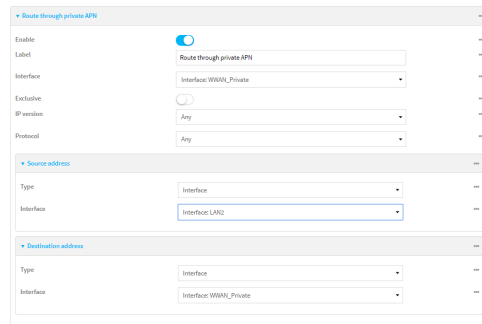 Route through private APN
Enable
Label Route through private APN
Interface Interface: WWAN_Private
Exclusive
IP version Any
Protocol Any
Source address
Type Interface
Interface Interface: LAN2
Destination address
Type Interface
Interface Interface: WWAN_Private